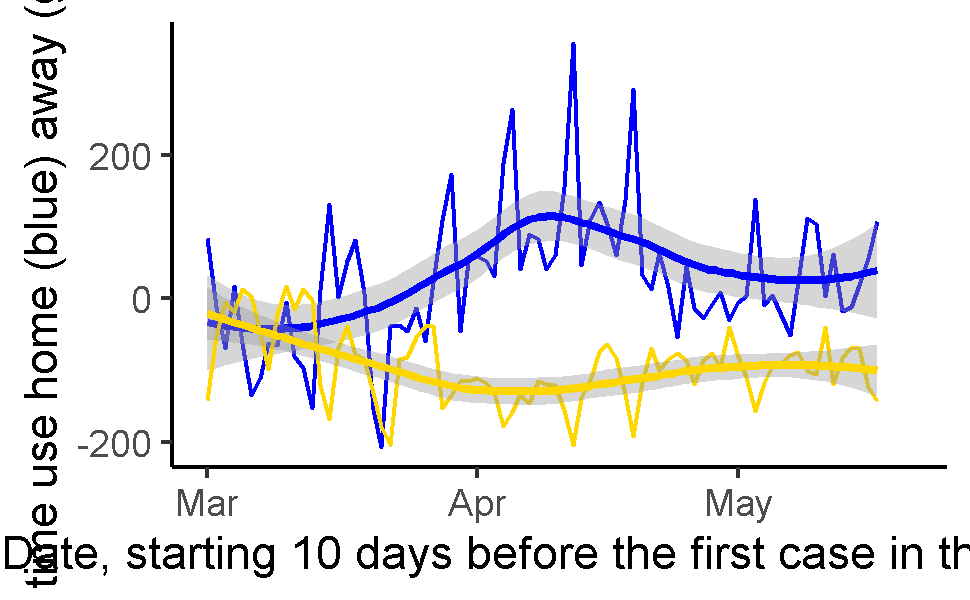 time use home (blue) away (
200
0
-200
Mar Apr May
Date, starting 10 days before the first case in th